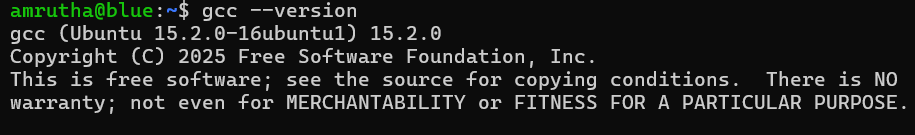 amrutha@blue:~$ gcc --version
gcc (Ubuntu 15.2.0-16ubuntu1) 15.2.0
Copyright (C) 2025 Free Software Foundation, Inc.
This is free software; see the source for copying conditions.  There is NO
warranty; not even for MERCHANTABILITY or FITNESS FOR A PARTICULAR PURPOSE.